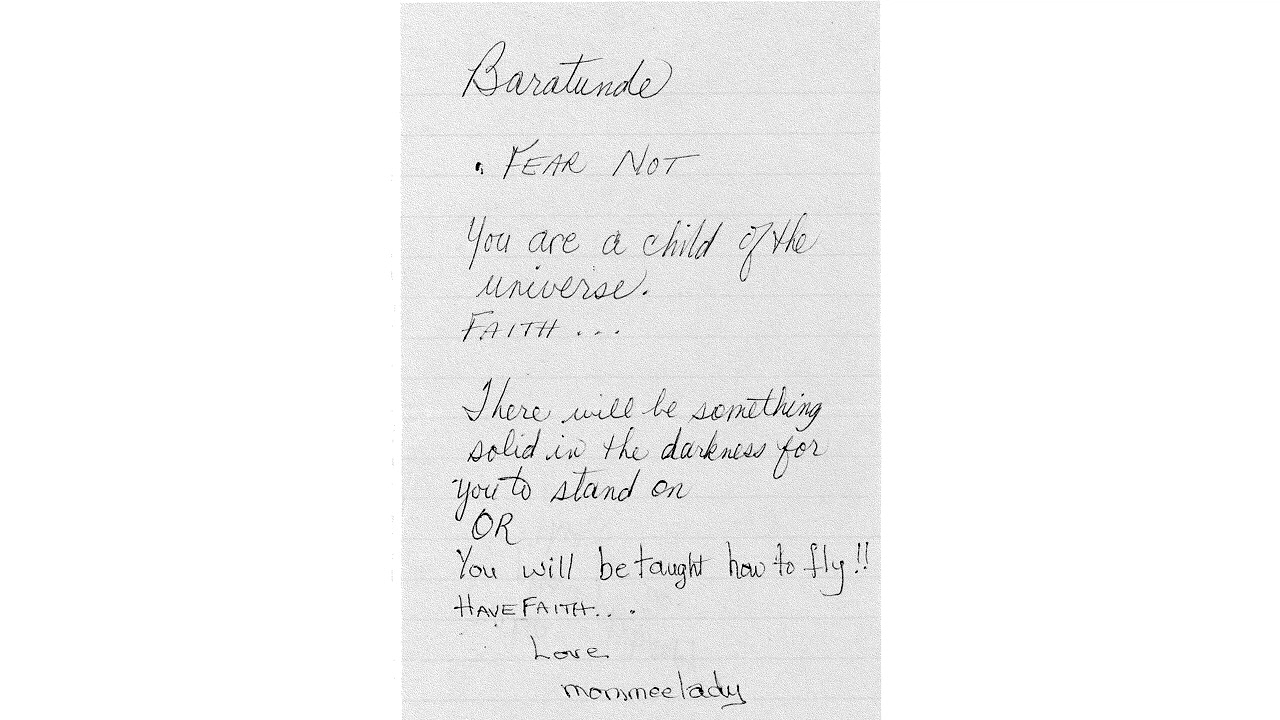 Baratunde
. FEAR NOT
You are a child of the
universe.
FAITH...
There will be something
solid in the darkness for
you to stand on
OR
You will be taught how to fly!!
HAVE FAITH...
Love
mommeelady